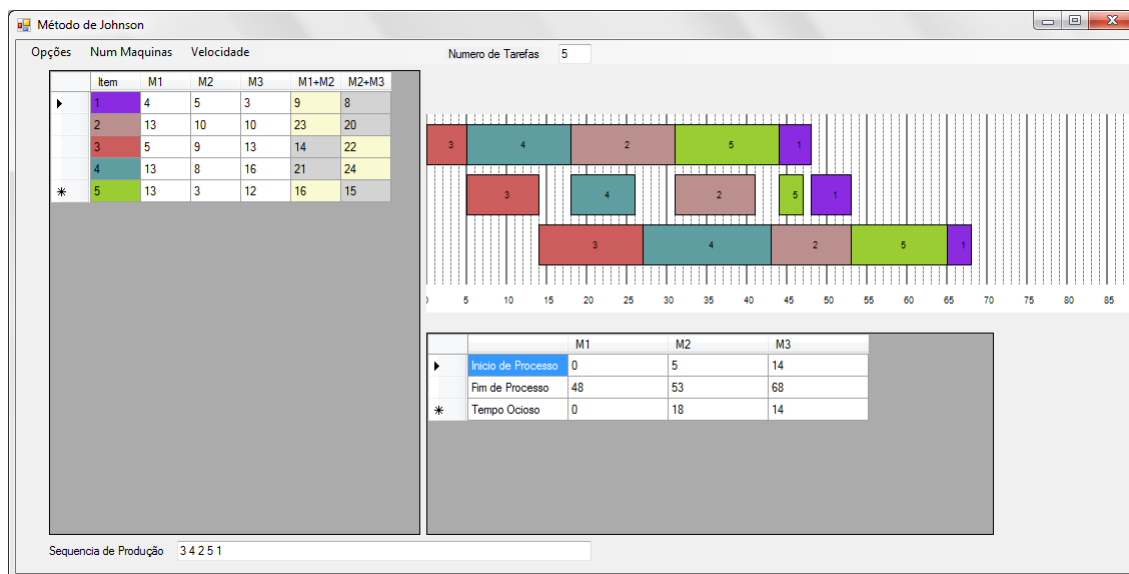 Método de Johnson
Opções Num Maquinas Velocidade
Numero de Tarefas 5
Item M1 M2 M3 M1+M2 M2+M3
1 4 5 3 9 8
2 13 10 10 23 20
3 5 9 13 14 22
4 13 8 16 21 24
5 13 3 12 16 15
3 4 2 5 1
3 4 2 5 1
3 4 2 5 1
0 5 10 15 20 25 30 35 40 45 50 55 60 65 70 75 80 85
M1 M2 M3
Inicio de Processo 0 5 14
Fim de Processo 48 53 68
Tempo Ocioso 0 18 14
Sequencia de Produção 3 4 2 5 1